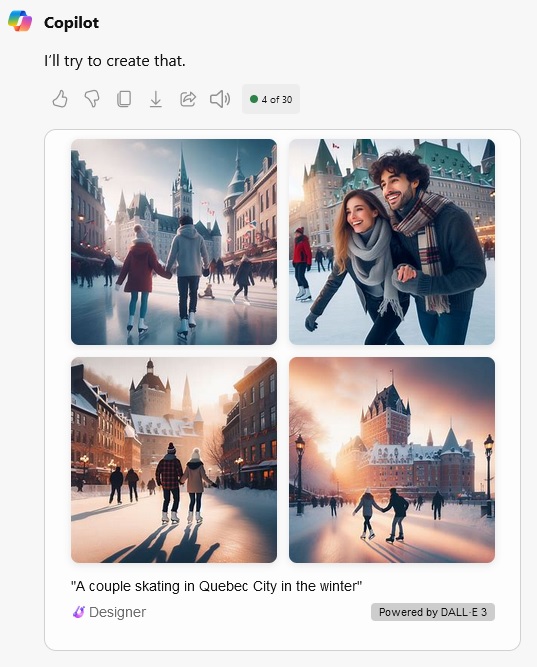 Copilot
I'll try to create that.
4 of 30
"A couple skating in Quebec City in the winter"
Designer
Powered by DALL·E 3